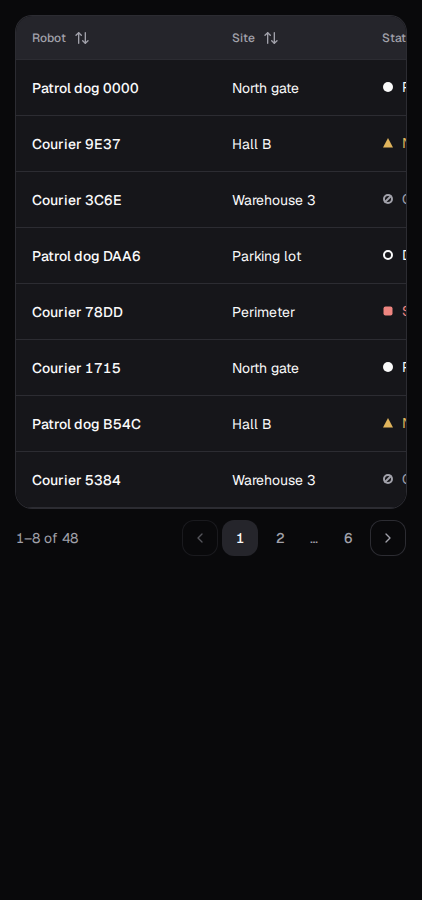 Robot Site
Patrol dog 0000 North gate
Courier 9E37 Hall B
Courier 3C6E Warehouse 3
Patrol dog DAA6 Parking lot
Courier 78DD Perimeter
Courier 1715 North gate
Patrol dog B54C Hall B
Courier 5384 Warehouse 3
1–8 of 48 1 2 … 6